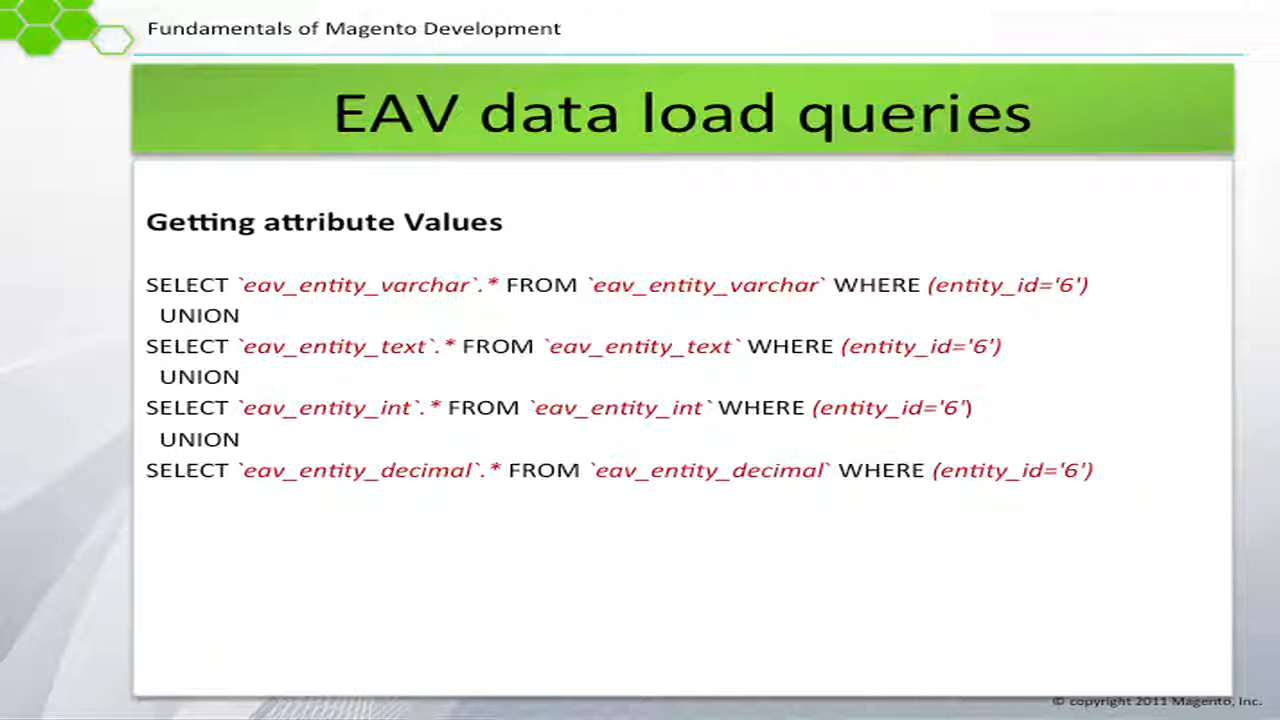 Fundamentals of Magento Development
EAV data load queries
Getting attribute Values
SELECT `eav_entity_varchar`.* FROM `eav_entity_varchar` WHERE (entity_id='6')
UNION
SELECT `eav_entity_text`.* FROM `eav_entity_text` WHERE (entity_id='6')
UNION
SELECT `eav_entity_int`.* FROM `eav_entity_int` WHERE (entity_id='6')
UNION
SELECT `eav_entity_decimal`.* FROM `eav_entity_decimal` WHERE (entity_id='6')
© copyright 2011 Magento, Inc.